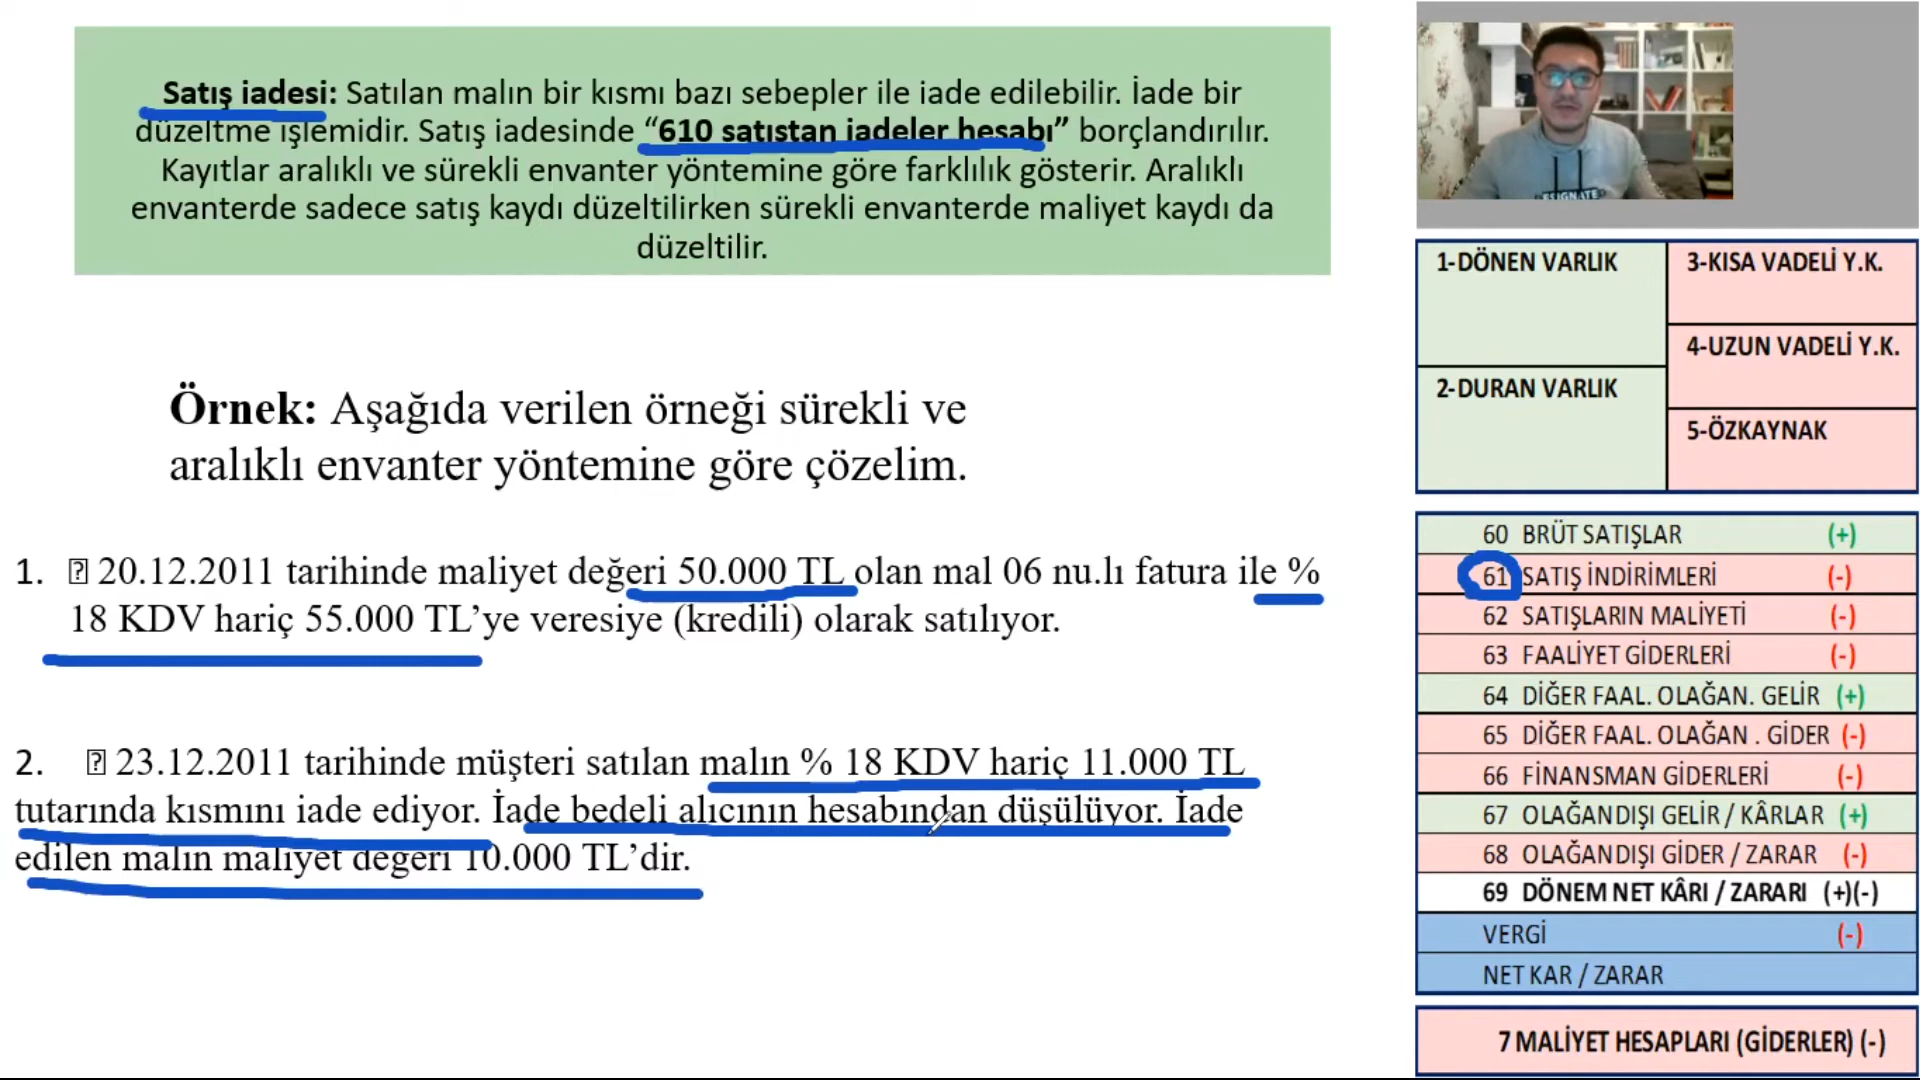 Satış iadesi: Satılan malın bir kısmı bazı sebepler ile iade edilebilir. İade bir
düzeltme işlemidir. Satış iadesinde “610 satıştan iadeler hesabı” borçlandırılır.
Kayıtlar aralıklı ve sürekli envanter yöntemine göre farklılık gösterir. Aralıklı
envanterde sadece satış kaydı düzeltilirken sürekli envanterde maliyet kaydı da
düzeltilir.
Örnek: Aşağıda verilen örneği sürekli ve
aralıklı envanter yöntemine göre çözelim.
1. 20.12.2011 tarihinde maliyet değeri 50.000 TL olan mal 06 nu.lı fatura ile %
18 KDV hariç 55.000 TL’ye veresiye (kredili) olarak satılıyor.
2. 23.12.2011 tarihinde müşteri satılan malın % 18 KDV hariç 11.000 TL
tutarında kısmını iade ediyor. İade bedeli alıcının hesabından düşülüyor. İade
edilen malın maliyet değeri 10.000 TL’dir.
1-DÖNEN VARLIK
2-DURAN VARLIK
3-KISA VADELİ Y.K.
4-UZUN VADELİ Y.K.
5-ÖZKAYNAK
60 BRÜT SATIŞLAR (+)
61 SATIŞ İNDİRİMLERİ (-)
62 SATIŞLARIN MALİYETİ (-)
63 FAALİYET GİDERLERİ (-)
64 DİĞER FAAL. OLAĞAN. GELİR (+)
65 DİĞER FAAL. OLAĞAN . GİDER (-)
66 FİNANSMAN GİDERLERİ (-)
67 OLAĞANDIŞI GELİR / KÂRLAR (+)
68 OLAĞANDIŞI GİDER / ZARAR (-)
69 DÖNEM NET KÂRI / ZARARI (+)(-)
VERGİ (-)
NET KAR / ZARAR
7 MALİYET HESAPLARI (GİDERLER) (-)